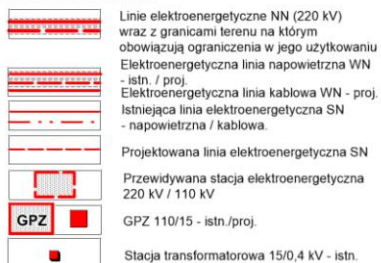 Linie elektroenergetyczne NN (220 kV)
wraz z granicami terenu na którym
obowiązują ograniczenia w jego użytkowaniu
Elektroenergetyczna linia napowietrzna WN
- istn. / proj.
Elektroenergetyczna linia kablowa WN - proj.
Istniejąca linia elektroenergetyczna SN
- napowietrzna / kablowa.
Projektowana linia elektroenergetyczna SN
Przewidywana stacja elektroenergetyczna
220 kV / 110 kV
GPZ GPZ 110/15 - istn./proj.
Stacja transformatorowa 15/0,4 kV - istn.